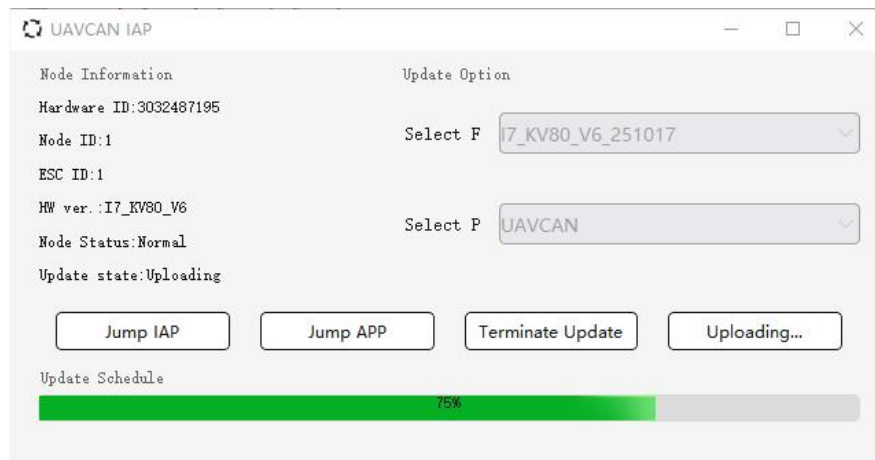 UAVCAN IAP
Node Information
Hardware ID:3032487195
Node ID:1
ESC ID:1
HW ver.:I7_KV80_V6
Node Status:Normal
Update state:Uploading
Update Option
Select F I7_KV80_V6_251017
Select P UAVCAN
Jump IAP Jump APP Terminate Update Uploading...
Update Schedule
75%